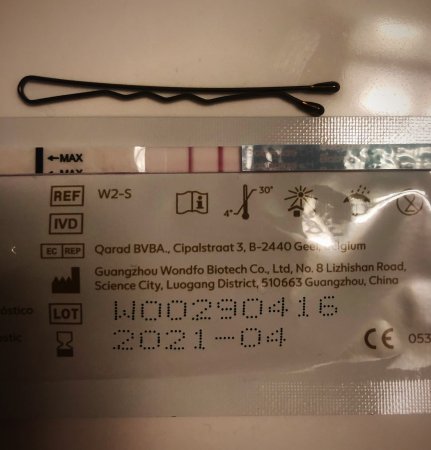 ←MAX
←MAX
REF W2-S 4° 30°
IVD
EC REP Qarad BVBA., Cipalstraat 3, B-2440 Geel, Belgium
Guangzhou Wondfo Biotech Co., Ltd, No. 8 Lizhishan Road,
Science City, Luogang District, 510663 Guangzhou, China
LOT W00290416
2021-04
CE 053